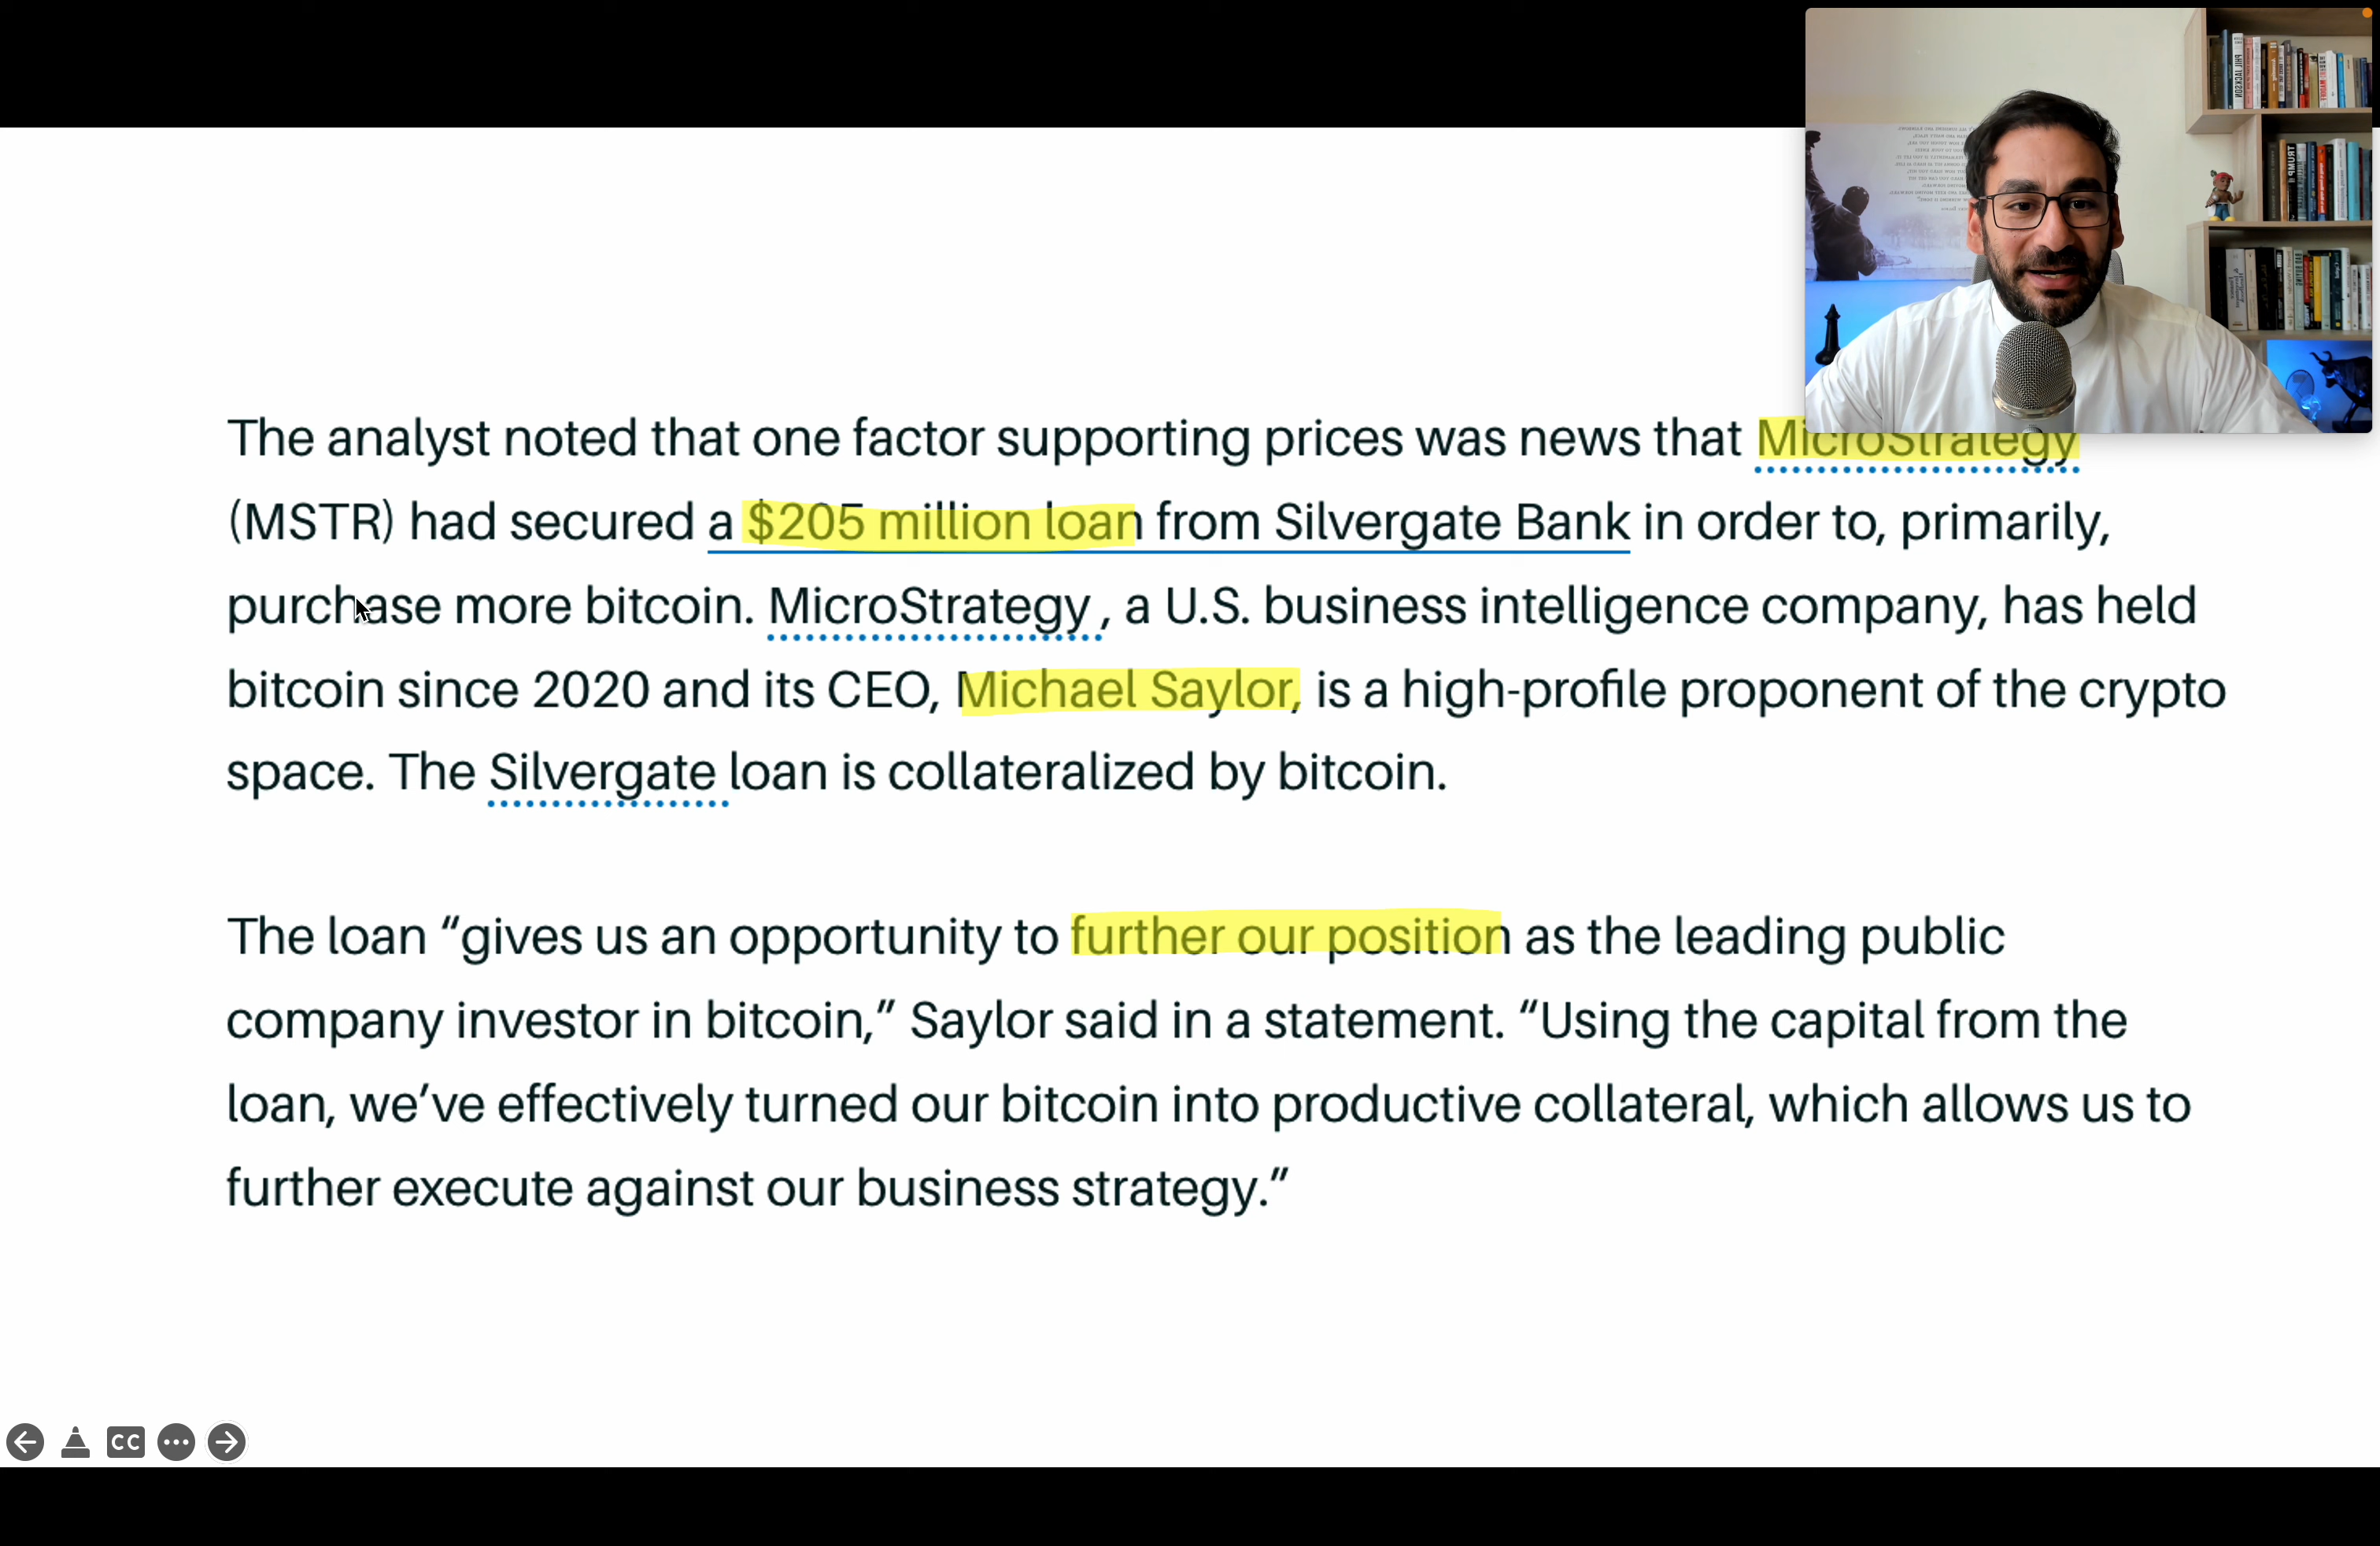 The analyst noted that one factor supporting prices was news that MicroStrategy
(MSTR) had secured a $205 million loan from Silvergate Bank in order to, primarily,
purchase more bitcoin. MicroStrategy , a U.S. business intelligence company, has held
bitcoin since 2020 and its CEO, Michael Saylor, is a high-profile proponent of the crypto
space. The Silvergate loan is collateralized by bitcoin.
The loan “gives us an opportunity to further our position as the leading public
company investor in bitcoin,” Saylor said in a statement. “Using the capital from the
loan, we’ve effectively turned our bitcoin into productive collateral, which allows us to
further execute against our business strategy.”
CC
PHIL JACKSON
TRUMP